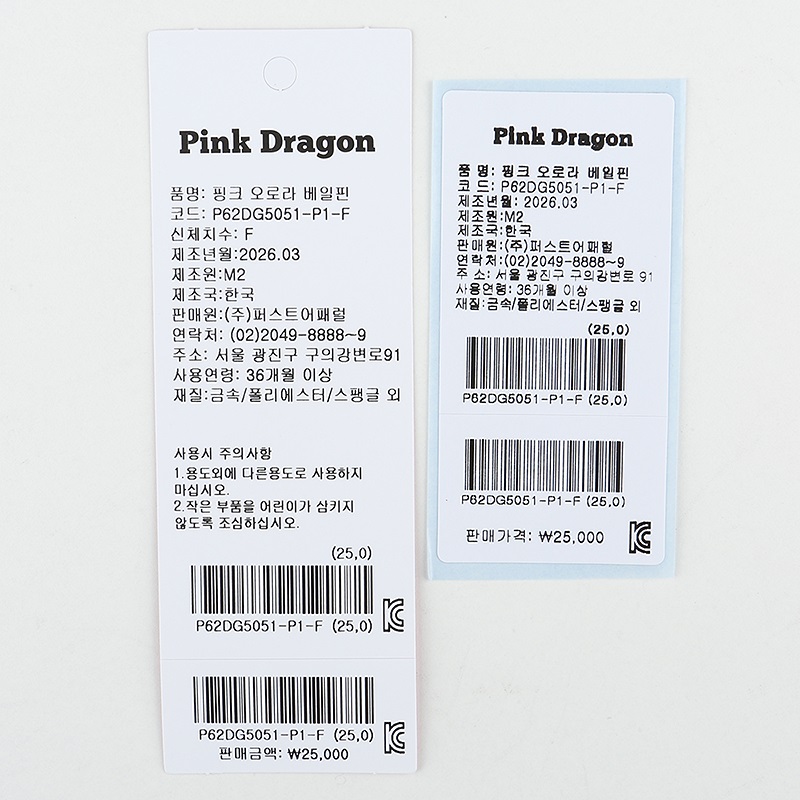 Pink Dragon
품명: 핑크 오로라 베일핀
코드: P62DG5051-P1-F
신체치수: F
제조년월:2026.03
제조원:M2
제조국:한국
판매원:(주)퍼스트어패럴
연락처: (02)2049-8888~9
주소: 서울 광진구 구의강변로91
사용연령: 36개월 이상
재질:금속/폴리에스터/스팽글 외
사용시 주의사항
1.용도외에 다른용도로 사용하지
마십시오.
2.작은 부품을 어린이가 삼키지
않도록 조심하십시오.
(25,0)
P62DG5051-P1-F (25,0)
P62DG5051-P1-F (25,0)
판매금액: ₩25,000
Pink Dragon
품 명: 핑크 오로라 베일핀
코 드: P62DG5051-P1-F
제조년월: 2026.03
제조원:M2
제조국:한국
판매원:(주)퍼스트어패럴
연락처:(02)2049-8888~9
주 소: 서울 광진구 구의강변로 91
사용연령: 36개월 이상
재질:금속/폴리에스터/스팽글 외
(25,0)
P62DG5051-P1-F (25,0)
P62DG5051-P1-F (25,0)
판매가격: ₩25,000